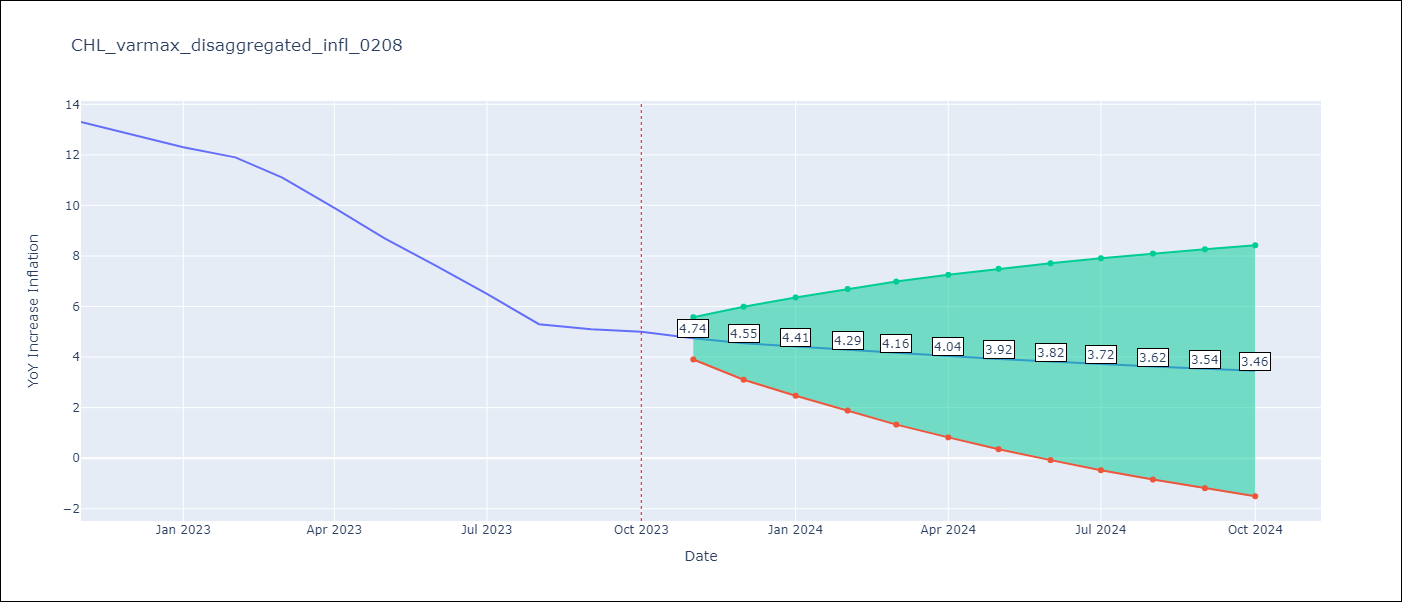 CHL_varmax_disaggregated_infl_0208
YoY Increase Inflation
14
12
10
8
6
4
2
0
−2
4.74
4.55
4.41
4.29
4.16
4.04
3.92
3.82
3.72
3.62
3.54
3.46
Jan 2023
Apr 2023
Jul 2023
Oct 2023
Jan 2024
Apr 2024
Jul 2024
Oct 2024
Date